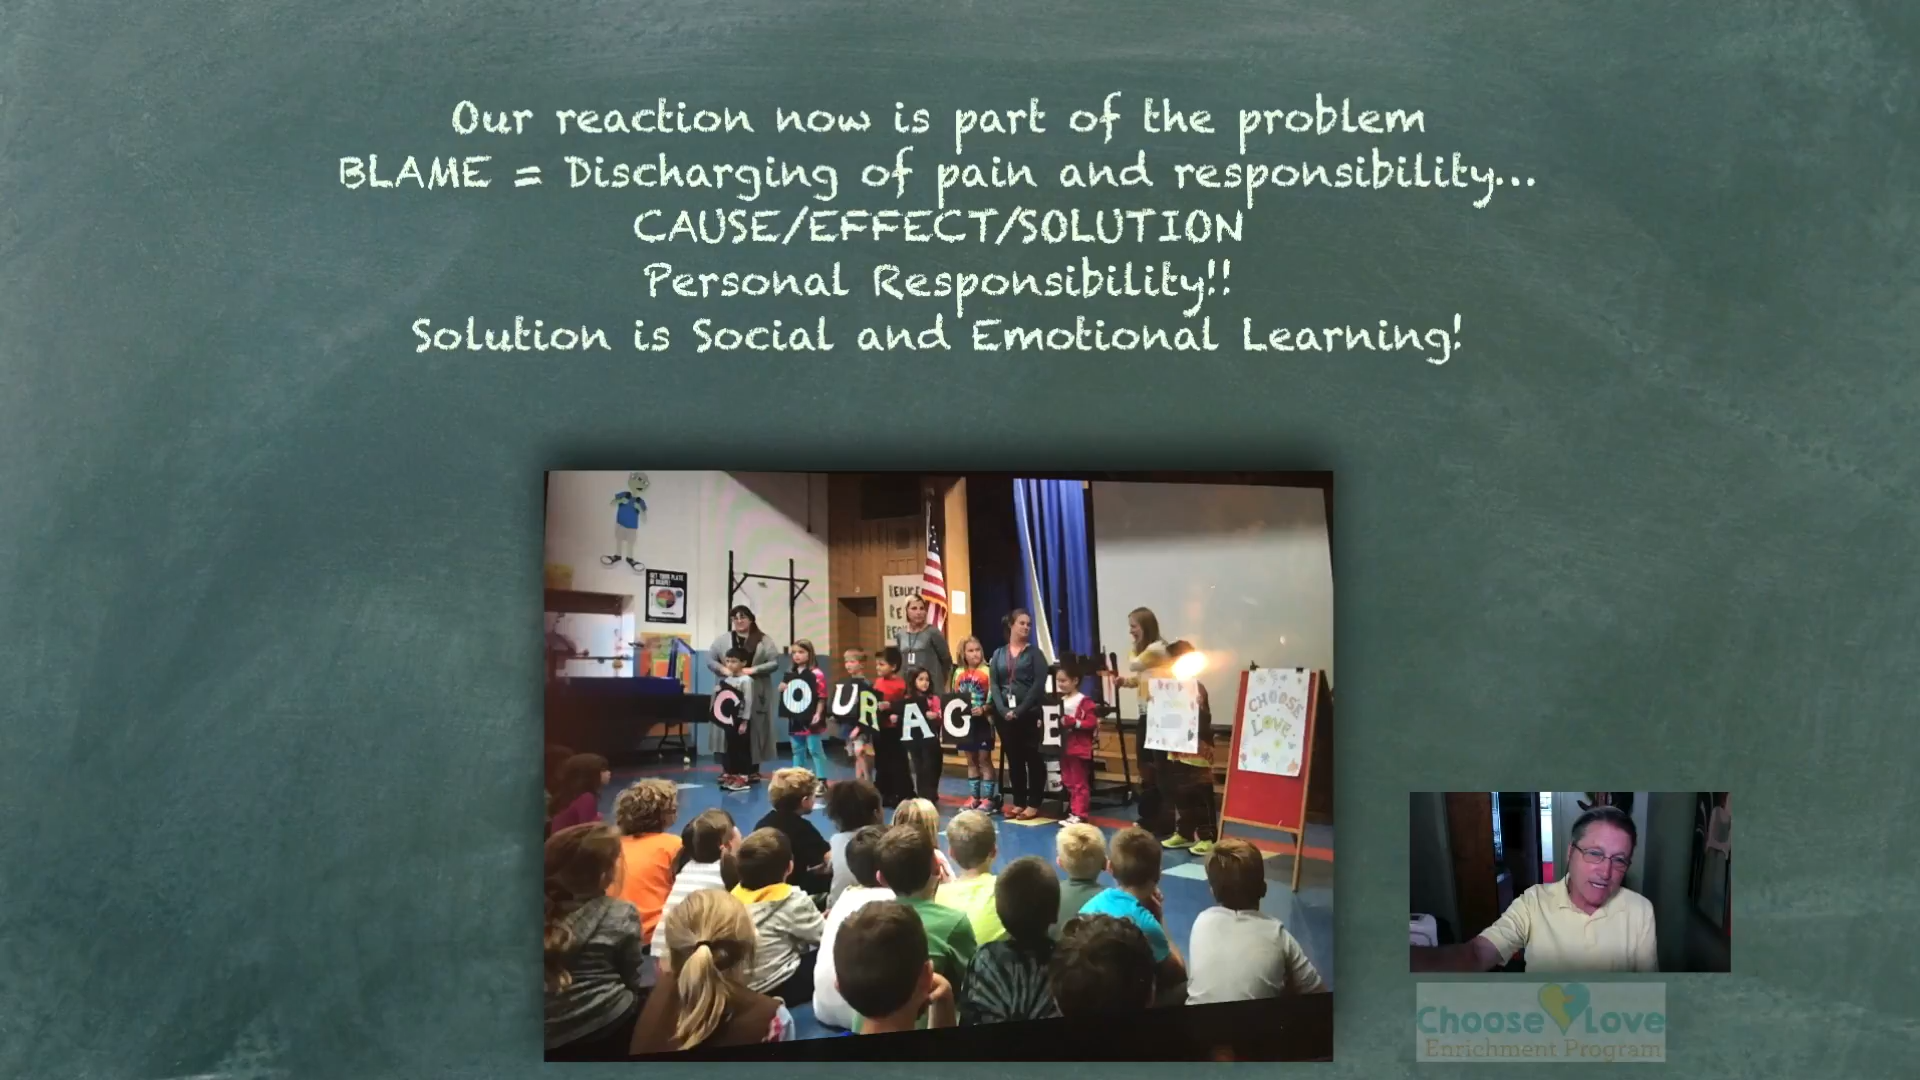 Our reaction now is part of the problem
BLAME = Discharging of pain and responsibility...
CAUSE/EFFECT/SOLUTION
Personal Responsibility!!
Solution is Social and Emotional Learning!
REDUCE
COURAGE
CHOOSE
LOVE
Choose Love
Enrichment Program